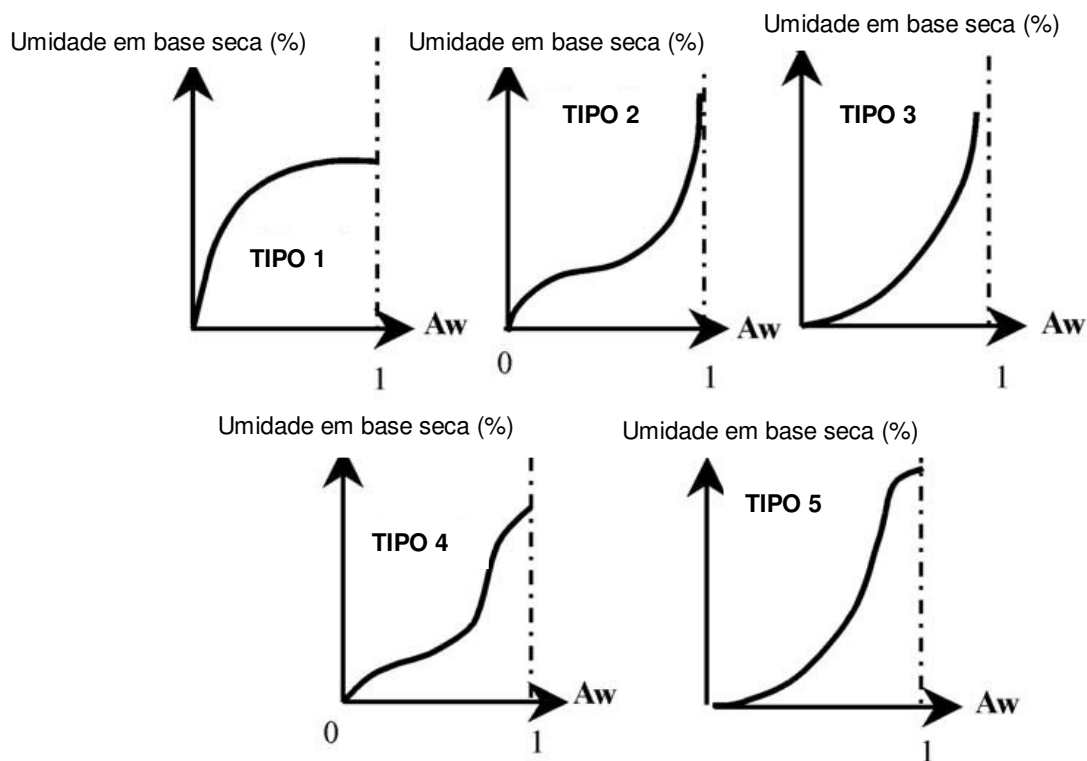 Umidade em base seca (%)
TIPO 1
Aw
1
Umidade em base seca (%)
TIPO 2
Aw
0
1
Umidade em base seca (%)
TIPO 3
Aw
1
Umidade em base seca (%)
TIPO 4
Aw
0
1
Umidade em base seca (%)
TIPO 5
Aw
1